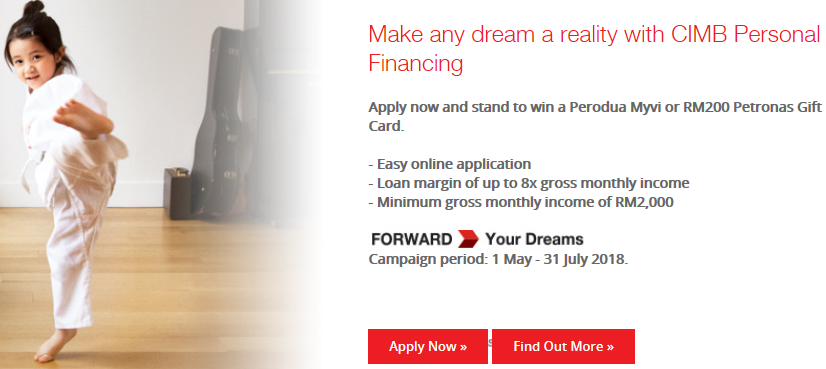 Make any dream a reality with CIMB Personal
Financing
Apply now and stand to win a Perodua Myvi or RM200 Petronas Gift
Card.
- Easy online application
- Loan margin of up to 8x gross monthly income
- Minimum gross monthly income of RM2,000
FORWARD Your Dreams
Campaign period: 1 May - 31 July 2018.
Apply Now » Find Out More »